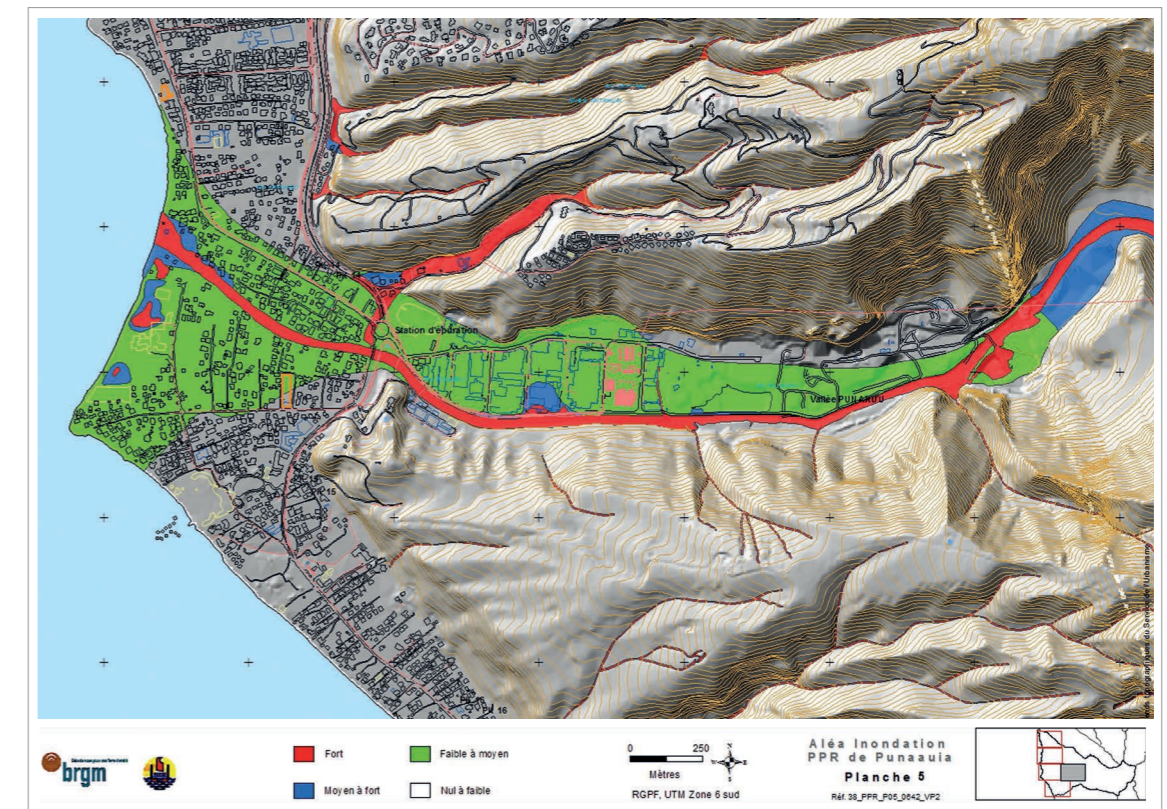 Station d'épuration
Vallée PUNARUU
15
15
16
brgm
Fort
Moyen à fort
Faible à moyen
Nul à faible
0 250
Mètres
RGPF, UTM Zone 6 sud
N
S
Aléa Inondation
PPR de Punaauia
Planche 5
Réf. 38_PPR_P05_0642_VP2